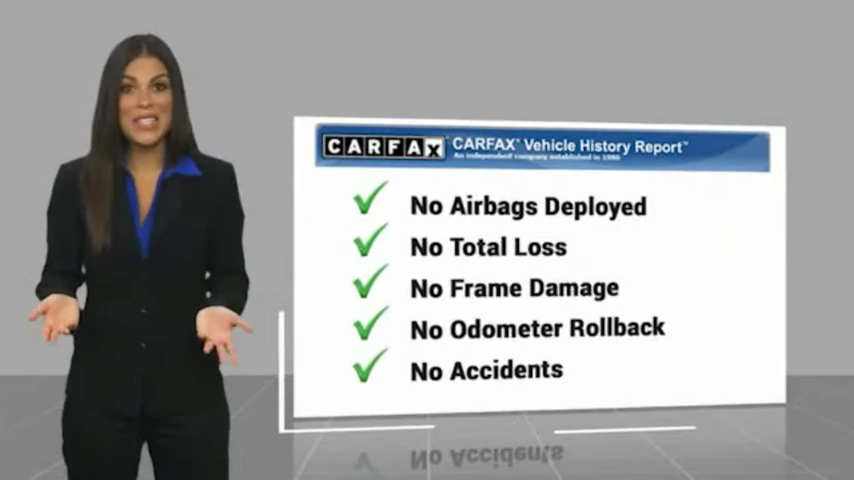 CARFAX CARFAX® Vehicle History Report™
An independent company established in 1986
No Airbags Deployed
No Total Loss
No Frame Damage
No Odometer Rollback
No Accidents
No Accidents